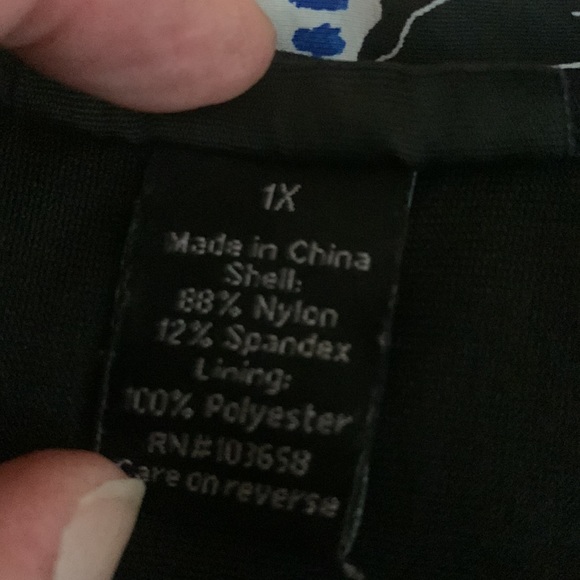 1X
Made in China
Shell:
88% Nylon
12% Spandex
Lining:
100% Polyester
RN#103658
Care on reverse